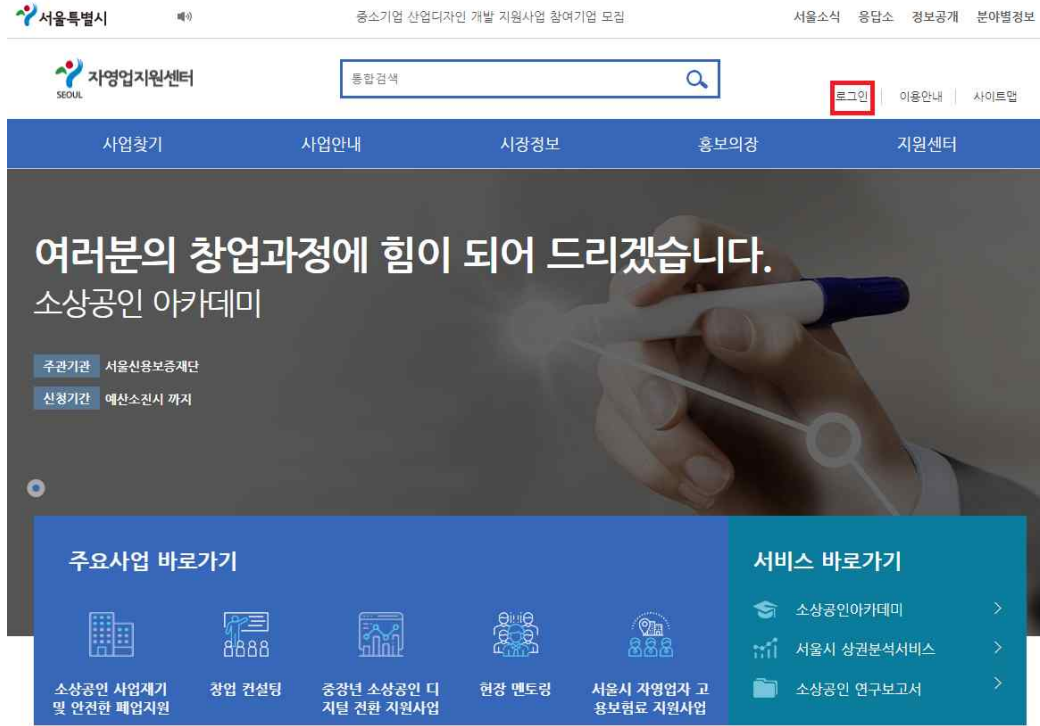 서울특별시
중소기업 산업디자인 개발 지원사업 참여기업 모집
서울소식 응답소 정보공개 분야별정보
자영업지원센터
SEOUL
통합검색
로그인 이용안내 사이트맵
사업찾기 사업안내 시장정보 홍보의장 지원센터
여러분의 창업과정에 힘이 되어 드리겠습니다.
소상공인 아카데미
주관기관 서울신용보증재단
신청기간 예산소진시 까지
주요사업 바로가기
소상공인 사업재기
및 안전한 폐업지원
창업 컨설팅
중장년 소상공인 디
지털 전환 지원사업
현장 멘토링
서울시 자영업자 고
용보험료 지원사업
서비스 바로가기
소상공인아카데미
서울시 상권분석서비스
소상공인 연구보고서